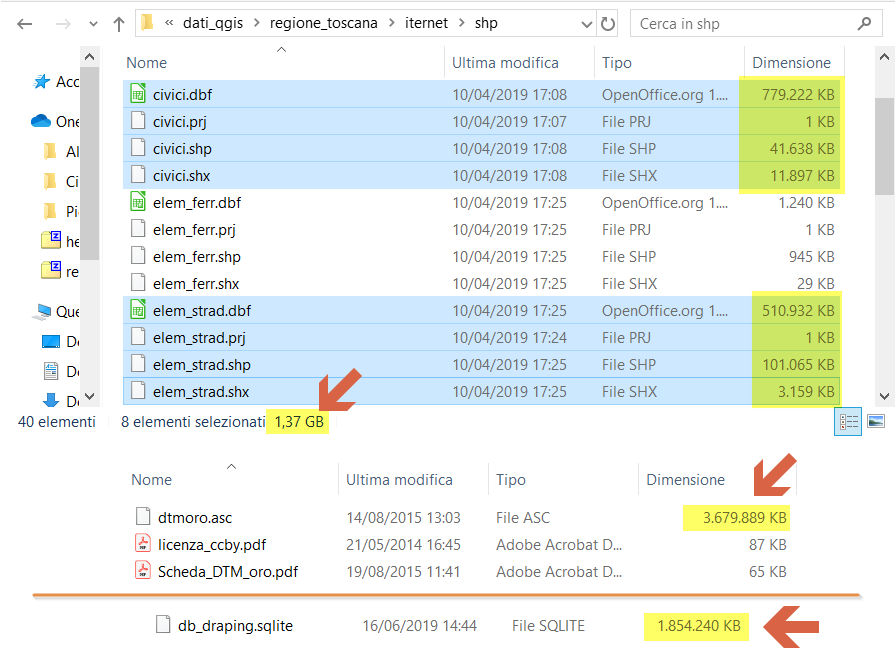 « dati_qgis > regione_toscana > iternet > shp
Cerca in shp
Nome Ultima modifica Tipo Dimensione
Acc
One
Al
Ci
Pi
he
re
Que
De
De
De
civici.dbf 10/04/2019 17:08 OpenOffice.org 1.... 779.222 KB
civici.prj 10/04/2019 17:07 File PRJ 1 KB
civici.shp 10/04/2019 17:08 File SHP 41.638 KB
civici.shx 10/04/2019 17:08 File SHX 11.897 KB
elem_ferr.dbf 10/04/2019 17:25 OpenOffice.org 1.... 1.240 KB
elem_ferr.prj 10/04/2019 17:25 File PRJ 1 KB
elem_ferr.shp 10/04/2019 17:25 File SHP 945 KB
elem_ferr.shx 10/04/2019 17:25 File SHX 29 KB
elem_strad.dbf 10/04/2019 17:25 OpenOffice.org 1.... 510.932 KB
elem_strad.prj 10/04/2019 17:24 File PRJ 1 KB
elem_strad.shp 10/04/2019 17:25 File SHP 101.065 KB
elem_strad.shx 10/04/2019 17:25 File SHX 3.159 KB
40 elementi 8 elementi selezionati 1,37 GB
Nome Ultima modifica Tipo Dimensione
dtmoro.asc 14/08/2015 13:03 File ASC 3.679.889 KB
licenza_ccby.pdf 21/05/2014 16:45 Adobe Acrobat D... 87 KB
Scheda_DTM_oro.pdf 19/08/2015 11:41 Adobe Acrobat D... 65 KB
db_draping.sqlite 16/06/2019 14:44 File SQLITE 1.854.240 KB